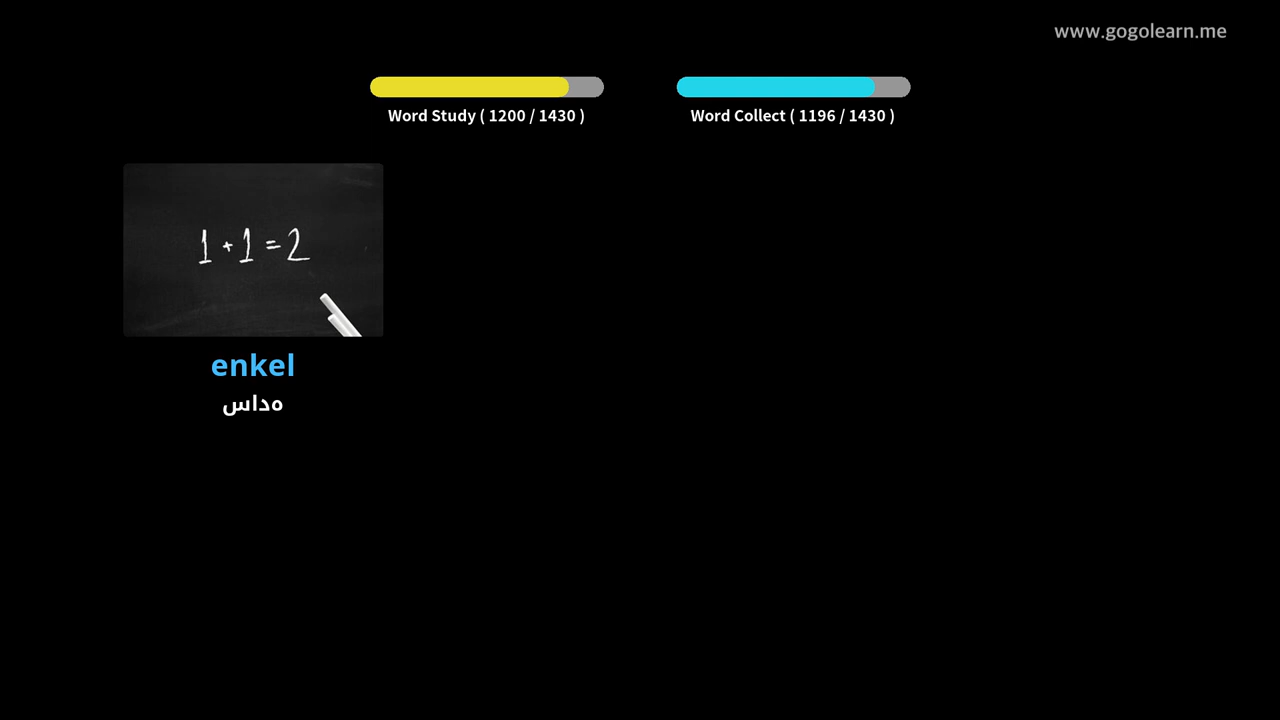 www.gogolearn.me
Word Study ( 1200 / 1430 )
Word Collect ( 1196 / 1430 )
1 + 1 = 2
enkel
ساده